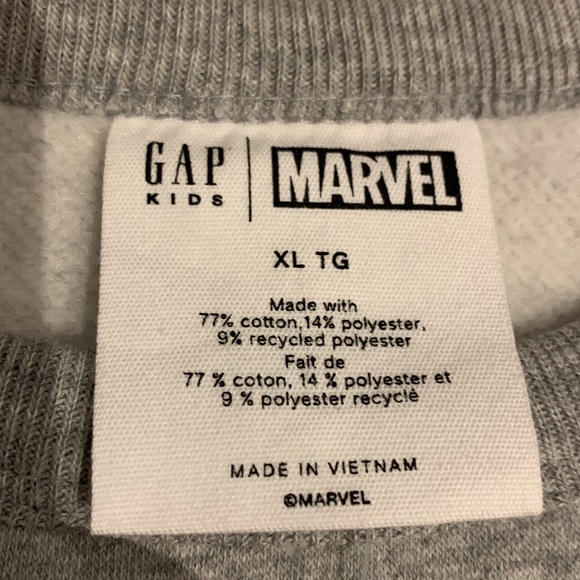 GAP
KIDS
MARVEL
XL TG
Made with
77% cotton,14% polyester,
9% recycled polyester
Fait de
77 % coton, 14 % polyester et
9 % polyester recyclè
MADE IN VIETNAM
©MARVEL